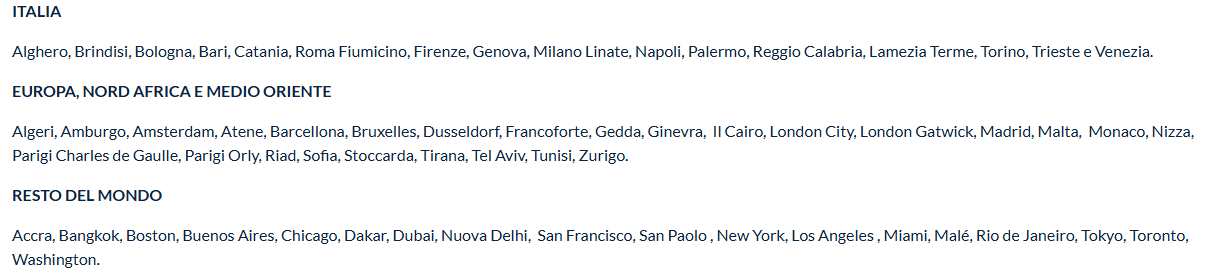 ITALIA
Alghero, Brindisi, Bologna, Bari, Catania, Roma Fiumicino, Firenze, Genova, Milano Linate, Napoli, Palermo, Reggio Calabria, Lamezia Terme, Torino, Trieste e Venezia.
EUROPA, NORD AFRICA E MEDIO ORIENTE
Algeri, Amburgo, Amsterdam, Atene, Barcellona, Bruxelles, Dusseldorf, Francoforte, Gedda, Ginevra,  Il Cairo, London City, London Gatwick, Madrid, Malta,  Monaco, Nizza,
Parigi Charles de Gaulle, Parigi Orly, Riad, Sofia, Stoccarda, Tirana, Tel Aviv, Tunisi, Zurigo.
RESTO DEL MONDO
Accra, Bangkok, Boston, Buenos Aires, Chicago, Dakar, Dubai, Nuova Delhi,  San Francisco, San Paolo , New York, Los Angeles , Miami, Malé, Rio de Janeiro, Tokyo, Toronto,
Washington.